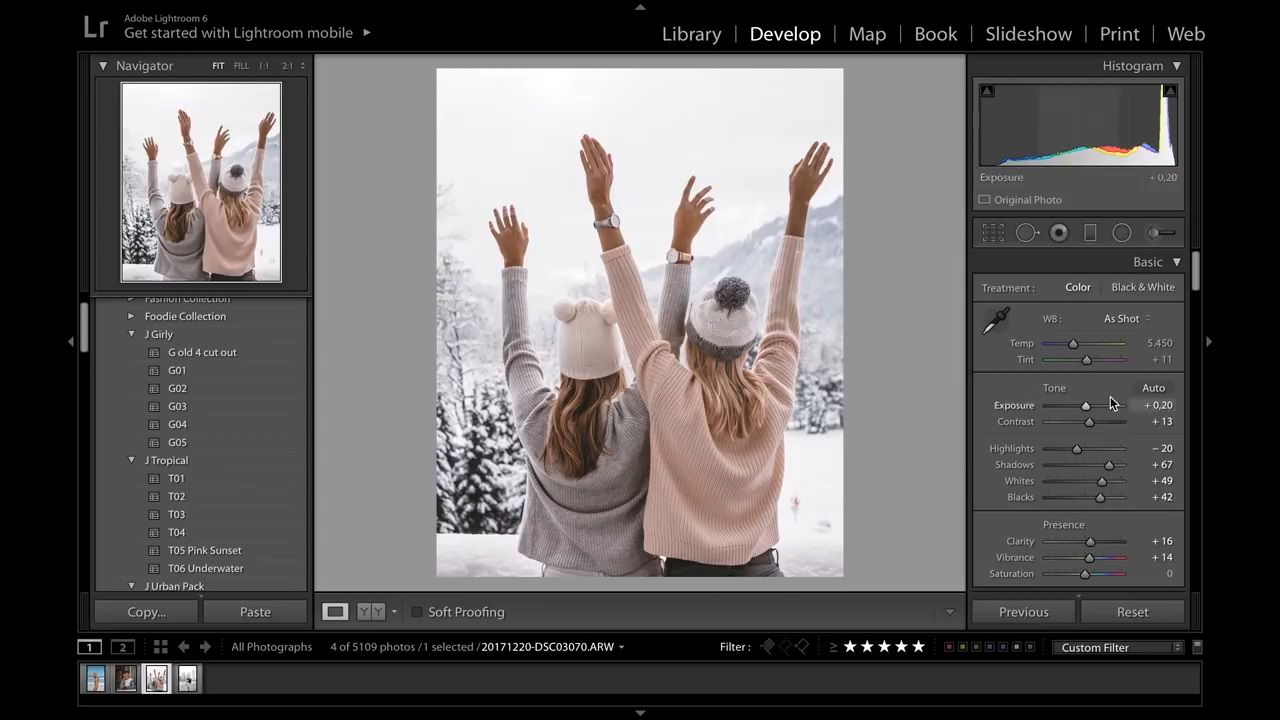 Lr
Adobe Lightroom 6
Get started with Lightroom mobile
Library | Develop | Map | Book | Slideshow | Print | Web
Navigator FIT FILL 1:1 2:1
Fashion Collection
Foodie Collection
J Girly
G old 4 cut out
G01
G02
G03
G04
G05
J Tropical
T01
T02
T03
T04
T05 Pink Sunset
T06 Underwater
J Urban Pack
Copy... Paste
Soft Proofing
Histogram
Exposure + 0,20
Original Photo
Basic
Treatment : Color | Black & White
WB : As Shot
Temp 5.450
Tint + 11
Tone Auto
Exposure + 0,20
Contrast + 13
Highlights − 20
Shadows + 67
Whites + 49
Blacks + 42
Presence
Clarity + 16
Vibrance + 14
Saturation 0
Previous Reset
1 2 All Photographs 4 of 5109 photos / 1 selected / 20171220-DSC03070.ARW Filter : ≥ ★★★★★ Custom Filter